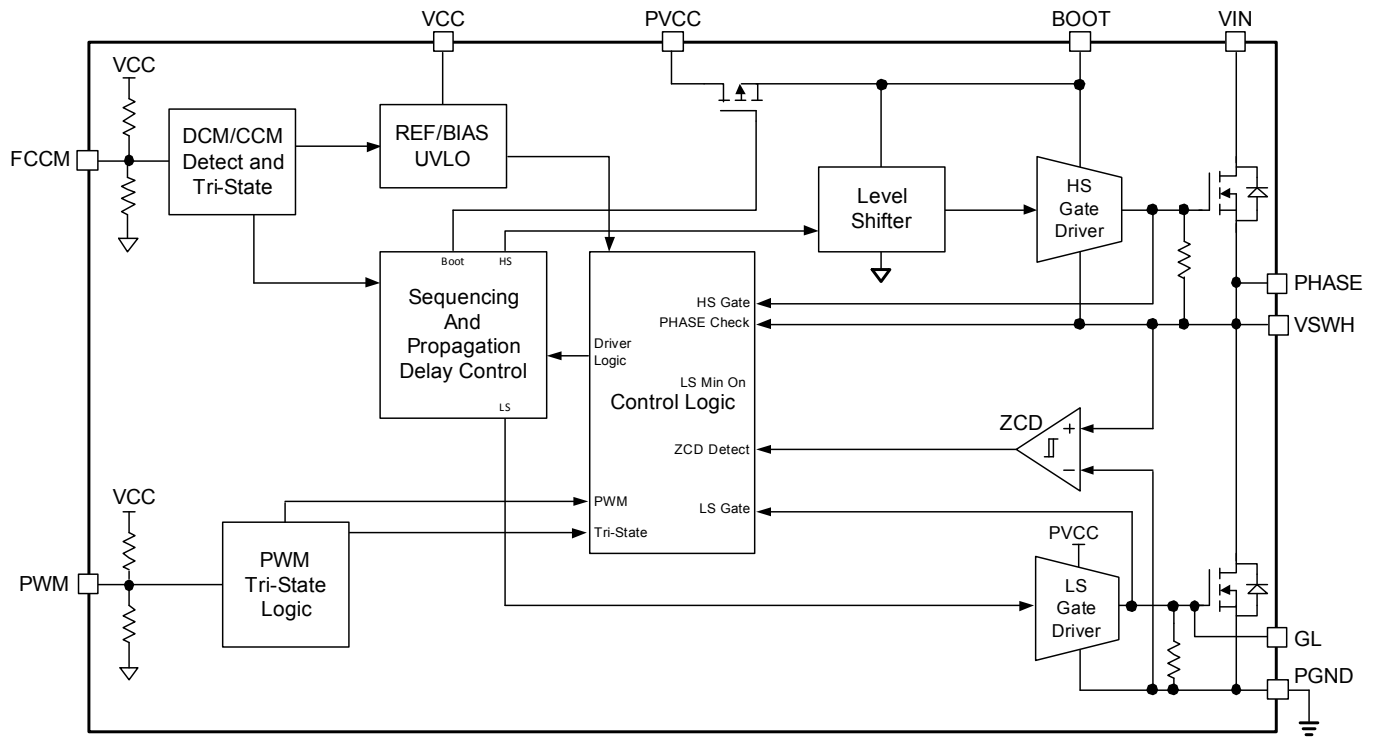 VCC
PVCC
BOOT
VIN
VCC
FCCM
DCM/CCM
Detect and
Tri-State
REF/BIAS
UVLO
Level
Shifter
HS
Gate
Driver
Boot
HS
Sequencing
And
Propagation
Delay Control
LS
HS Gate
PHASE Check
Driver
Logic
LS Min On
Control Logic
ZCD Detect
PWM
LS Gate
Tri-State
PHASE
VSWH
ZCD
+
−
VCC
PWM
PWM
Tri-State
Logic
PVCC
LS
Gate
Driver
GL
PGND